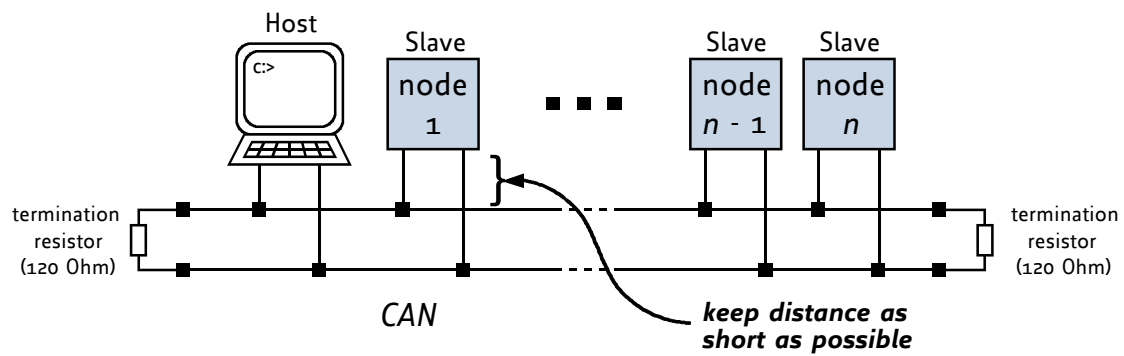 Host
C:>
Slave
node
1
Slave
node
n - 1
Slave
node
n
termination
resistor
(120 Ohm)
termination
resistor
(120 Ohm)
CAN
keep distance as
short as possible